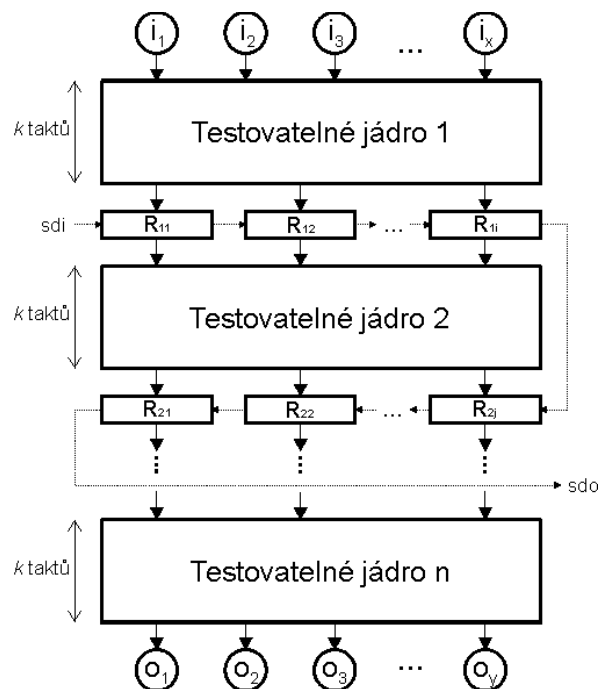 i1 i2 i3 ... ix
k taktů
Testovatelné jádro 1
sdi R11 R12 ... R1i
k taktů
Testovatelné jádro 2
R21 R22 ... R2j
sdo
k taktů
Testovatelné jádro n
o1 o2 o3 ... oy